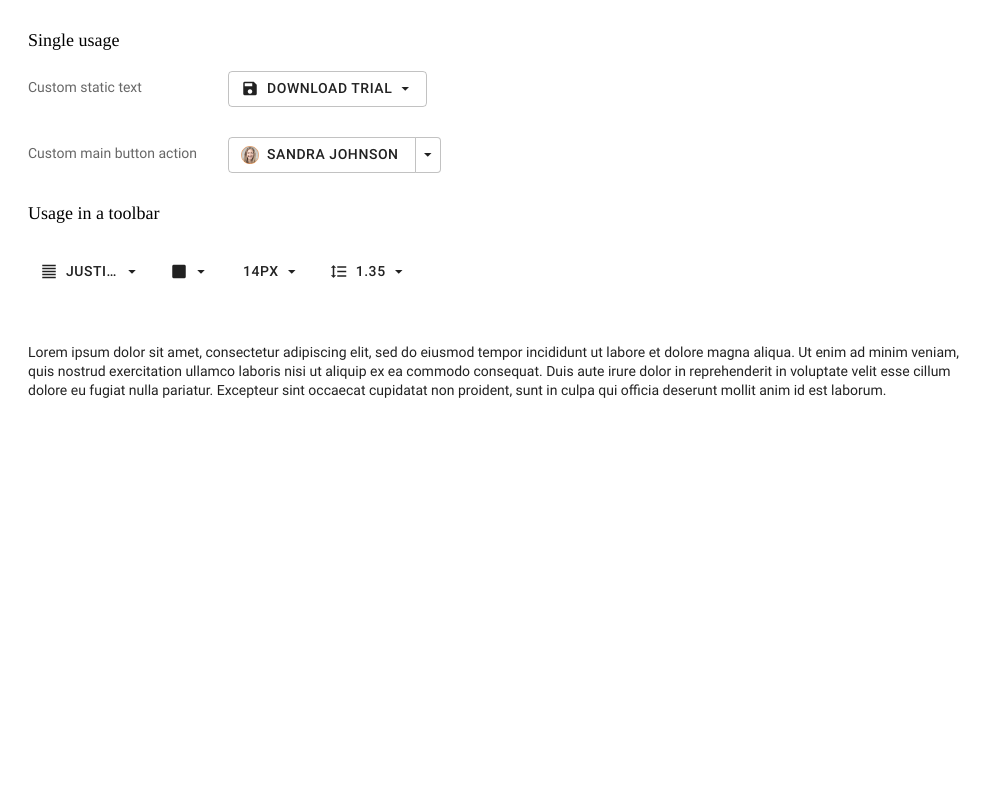 Single usage
Custom static text
DOWNLOAD TRIAL
Custom main button action
SANDRA JOHNSON
Usage in a toolbar
JUSTI... 14PX 1.35
Lorem ipsum dolor sit amet, consectetur adipiscing elit, sed do eiusmod tempor incididunt ut labore et dolore magna aliqua. Ut enim ad minim veniam,
quis nostrud exercitation ullamco laboris nisi ut aliquip ex ea commodo consequat. Duis aute irure dolor in reprehenderit in voluptate velit esse cillum
dolore eu fugiat nulla pariatur. Excepteur sint occaecat cupidatat non proident, sunt in culpa qui officia deserunt mollit anim id est laborum.